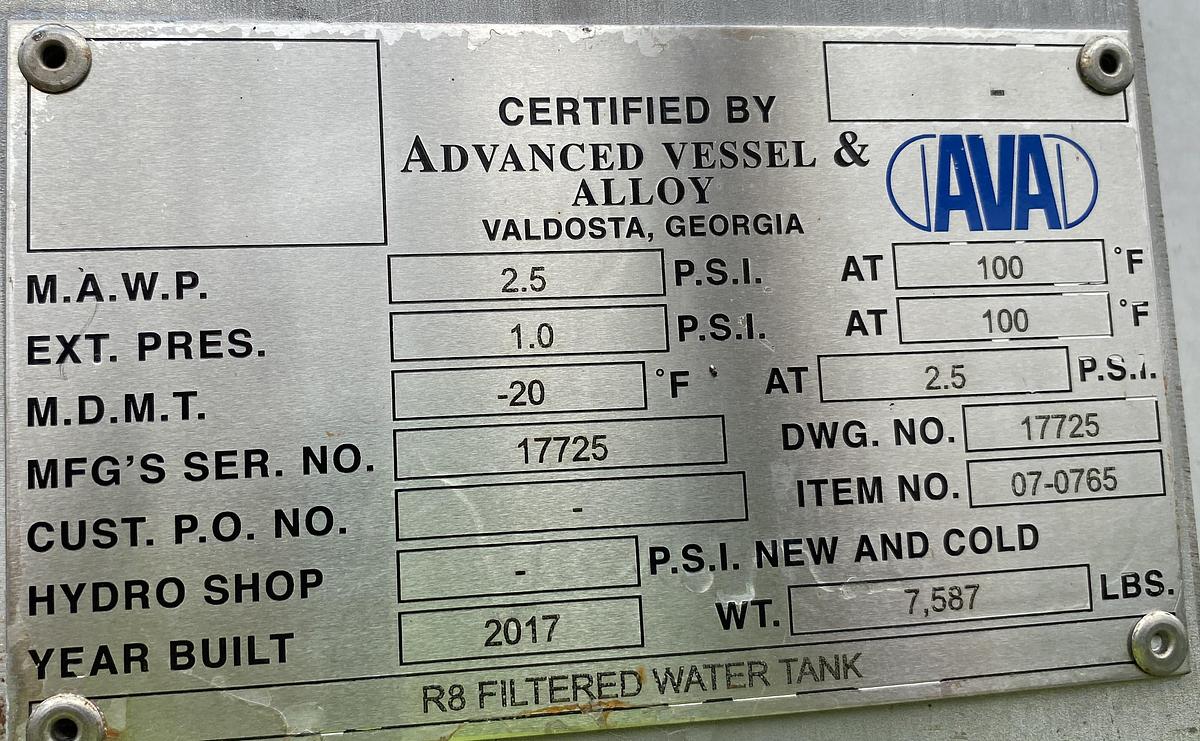 -
CERTIFIED BY
ADVANCED VESSEL &
ALLOY
VALDOSTA, GEORGIA
AVA
M.A.W.P. 2.5 P.S.I. AT 100 °F
EXT. PRES. 1.0 P.S.I. AT 100 °F
M.D.M.T. -20 °F AT 2.5 P.S.I.
MFG'S SER. NO. 17725 DWG. NO. 17725
CUST. P.O. NO. - ITEM NO. 07-0765
HYDRO SHOP - P.S.I. NEW AND COLD
YEAR BUILT 2017 WT. 7,587 LBS.
R8 FILTERED WATER TANK